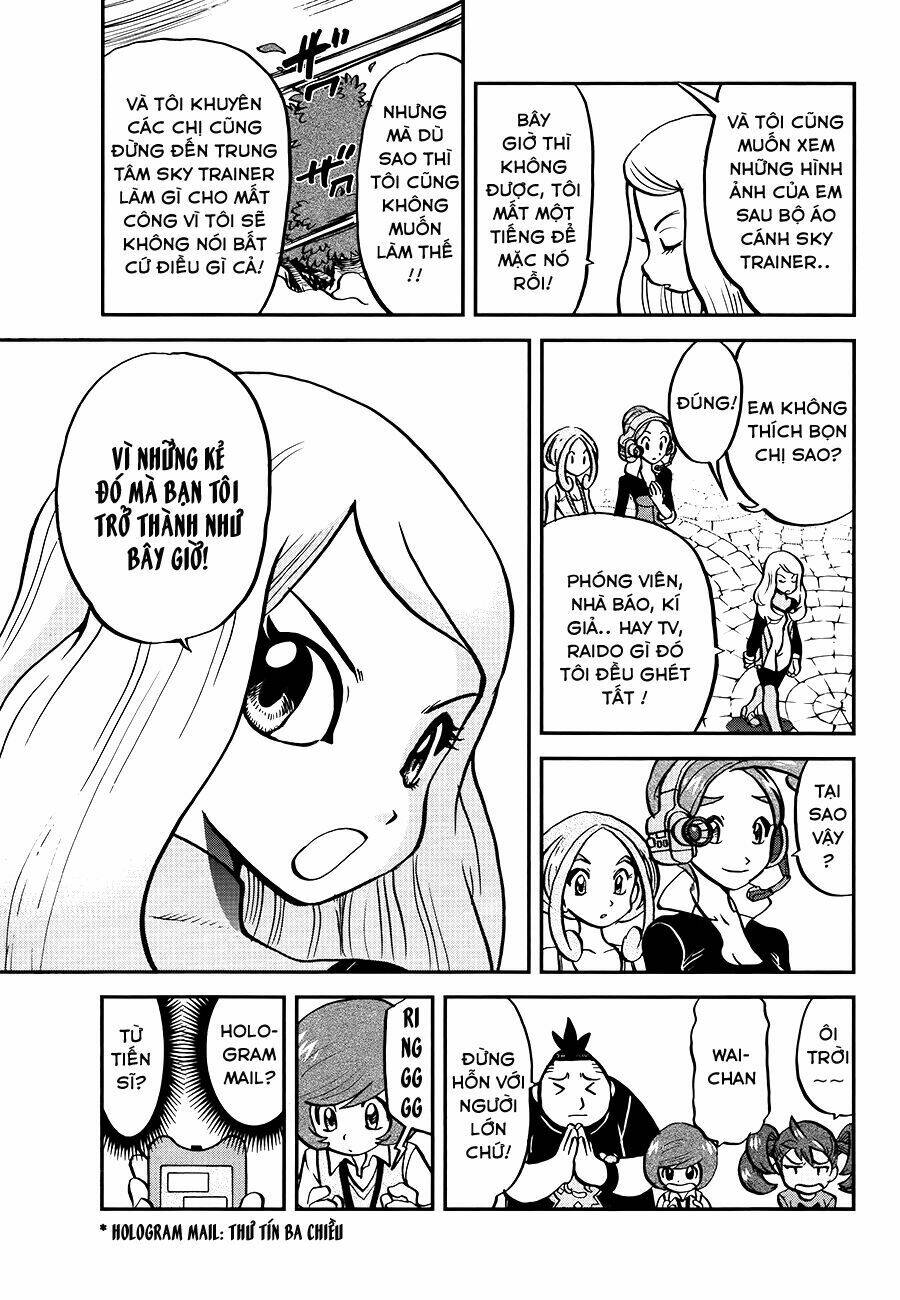 VÀ TÔI CŨNG
MUỐN XEM
NHỮNG HÌNH
ẢNH CỦA EM
SAU BỘ ÁO
CÁNH SKY
TRAINER..
BÂY
GIỜ THÌ
KHÔNG
ĐƯỢC, TÔI
MẤT MỘT
TIẾNG ĐỂ
MẶC NÓ
RỒI!
NHƯNG
MÀ DÙ
SAO THÌ
TÔI CŨNG
KHÔNG
MUỐN
LÀM THẾ
!!
ザザ
ザワ
VÀ TÔI KHUYÊN
CÁC CHỊ CŨNG
ĐỪNG ĐẾN TRUNG
TÂM SKY TRAINER
LÀM GÌ CHO MẤT
CÔNG VÌ TÔI SẼ
KHÔNG NÓI BẤT
CỨ ĐIỀU GÌ CẢ!
EM KHÔNG
THÍCH BỌN
CHỊ SAO?
ĐÚNG!
PHÓNG VIÊN,
NHÀ BÁO, KÍ
GIẢ.. HAY TV,
RAIDO GÌ ĐÓ
TÔI ĐỀU GHÉT
TẤT !
TẠI
SAO
VẬY
?
VÌ NHỮNG KẺ
ĐÓ MÀ BẠN TÔI
TRỞ THÀNH NHƯ
BÂY GIỜ!
ÔI
TRỜI
~~
WAI-
CHAN
ĐỪNG
HỖN VỚI
NGƯỜI
LỚN
CHỨ!
RI
NG
GG
GG
HOLO-
GRAM
MAIL?
TỪ
TIẾN
SĨ?
* HOLOGRAM MAIL: THƯ TÍN BA CHIỀU